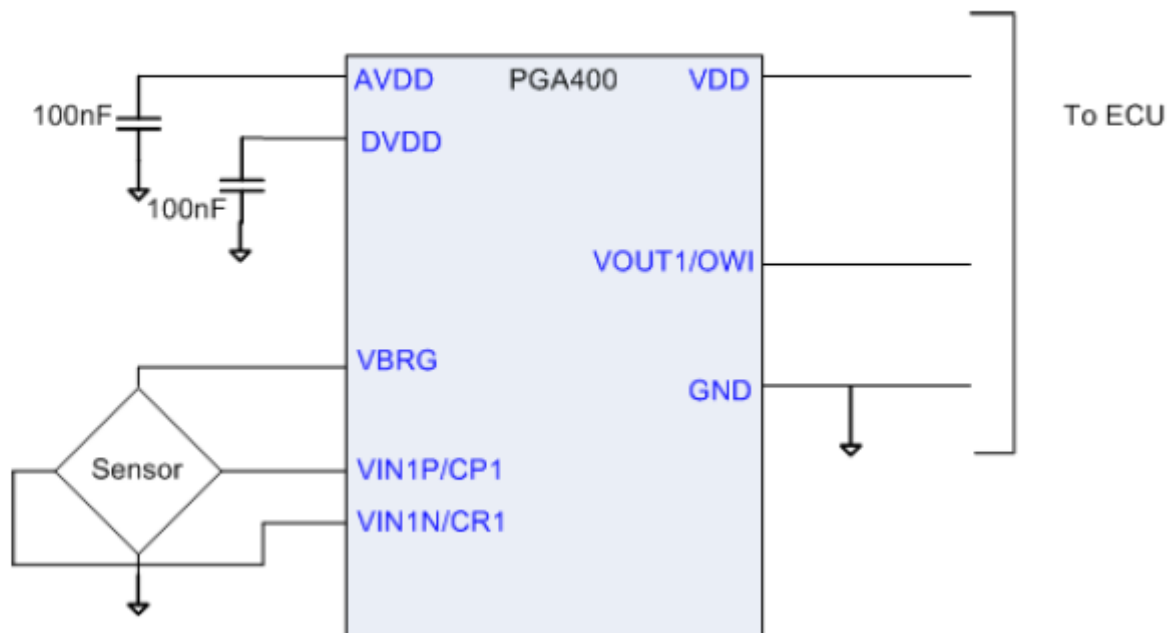 AVDD
PGA400
VDD
100nF
To ECU
DVDD
100nF
VOUT1/OWI
VBRG
GND
Sensor
VIN1P/CP1
VIN1N/CR1